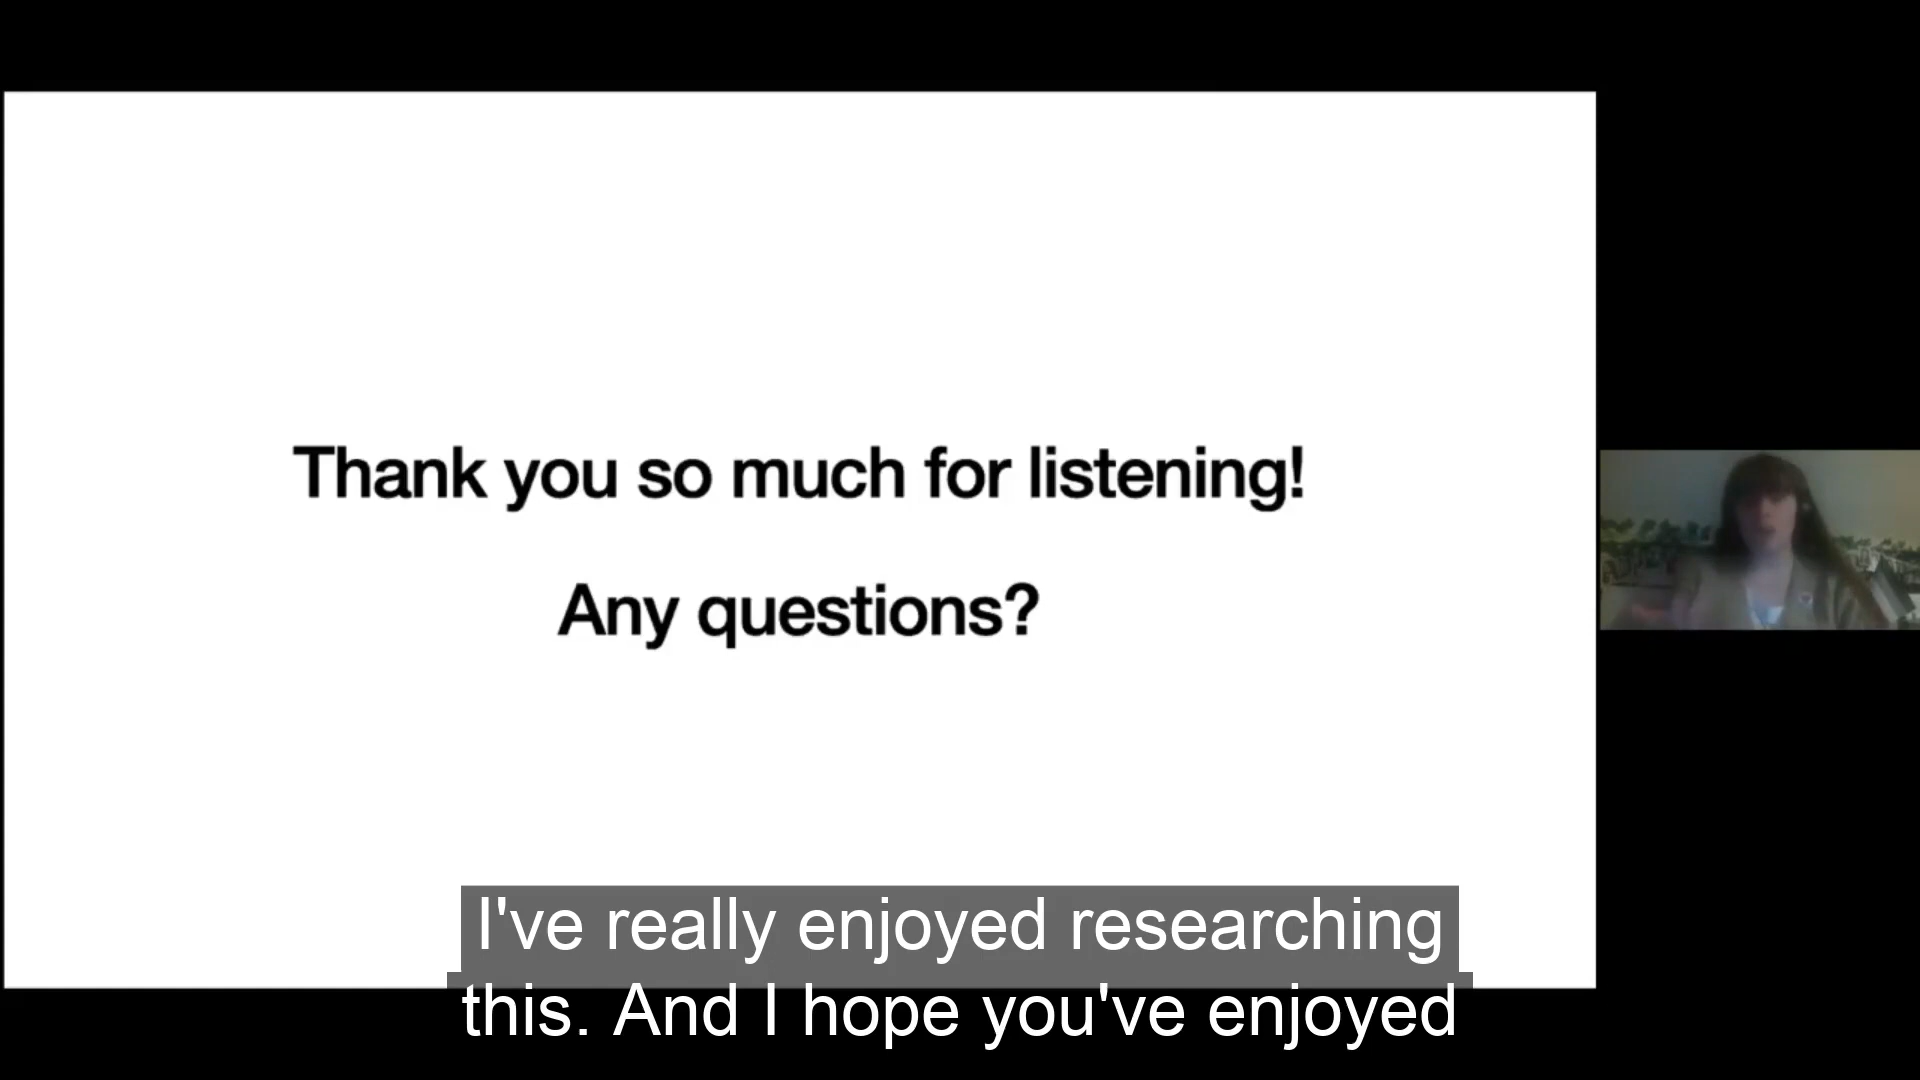 Thank you so much for listening!
Any questions?
I've really enjoyed researching
this. And I hope you've enjoyed